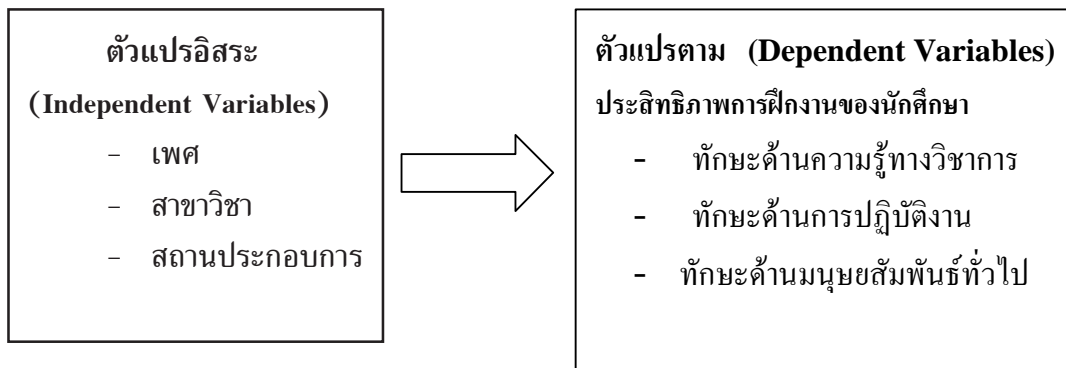 ตัวแปรอิสระ
(Independent Variables)
- เพศ
- สาขาวิชา
- สถานประกอบการ
ตัวแปรตาม (Dependent Variables)
ประสิทธิภาพการฝึกงานของนักศึกษา
- ทักษะด้านความรู้ทางวิชาการ
- ทักษะด้านการปฏิบัติงาน
- ทักษะด้านมนุษยสัมพันธ์ทั่วไป